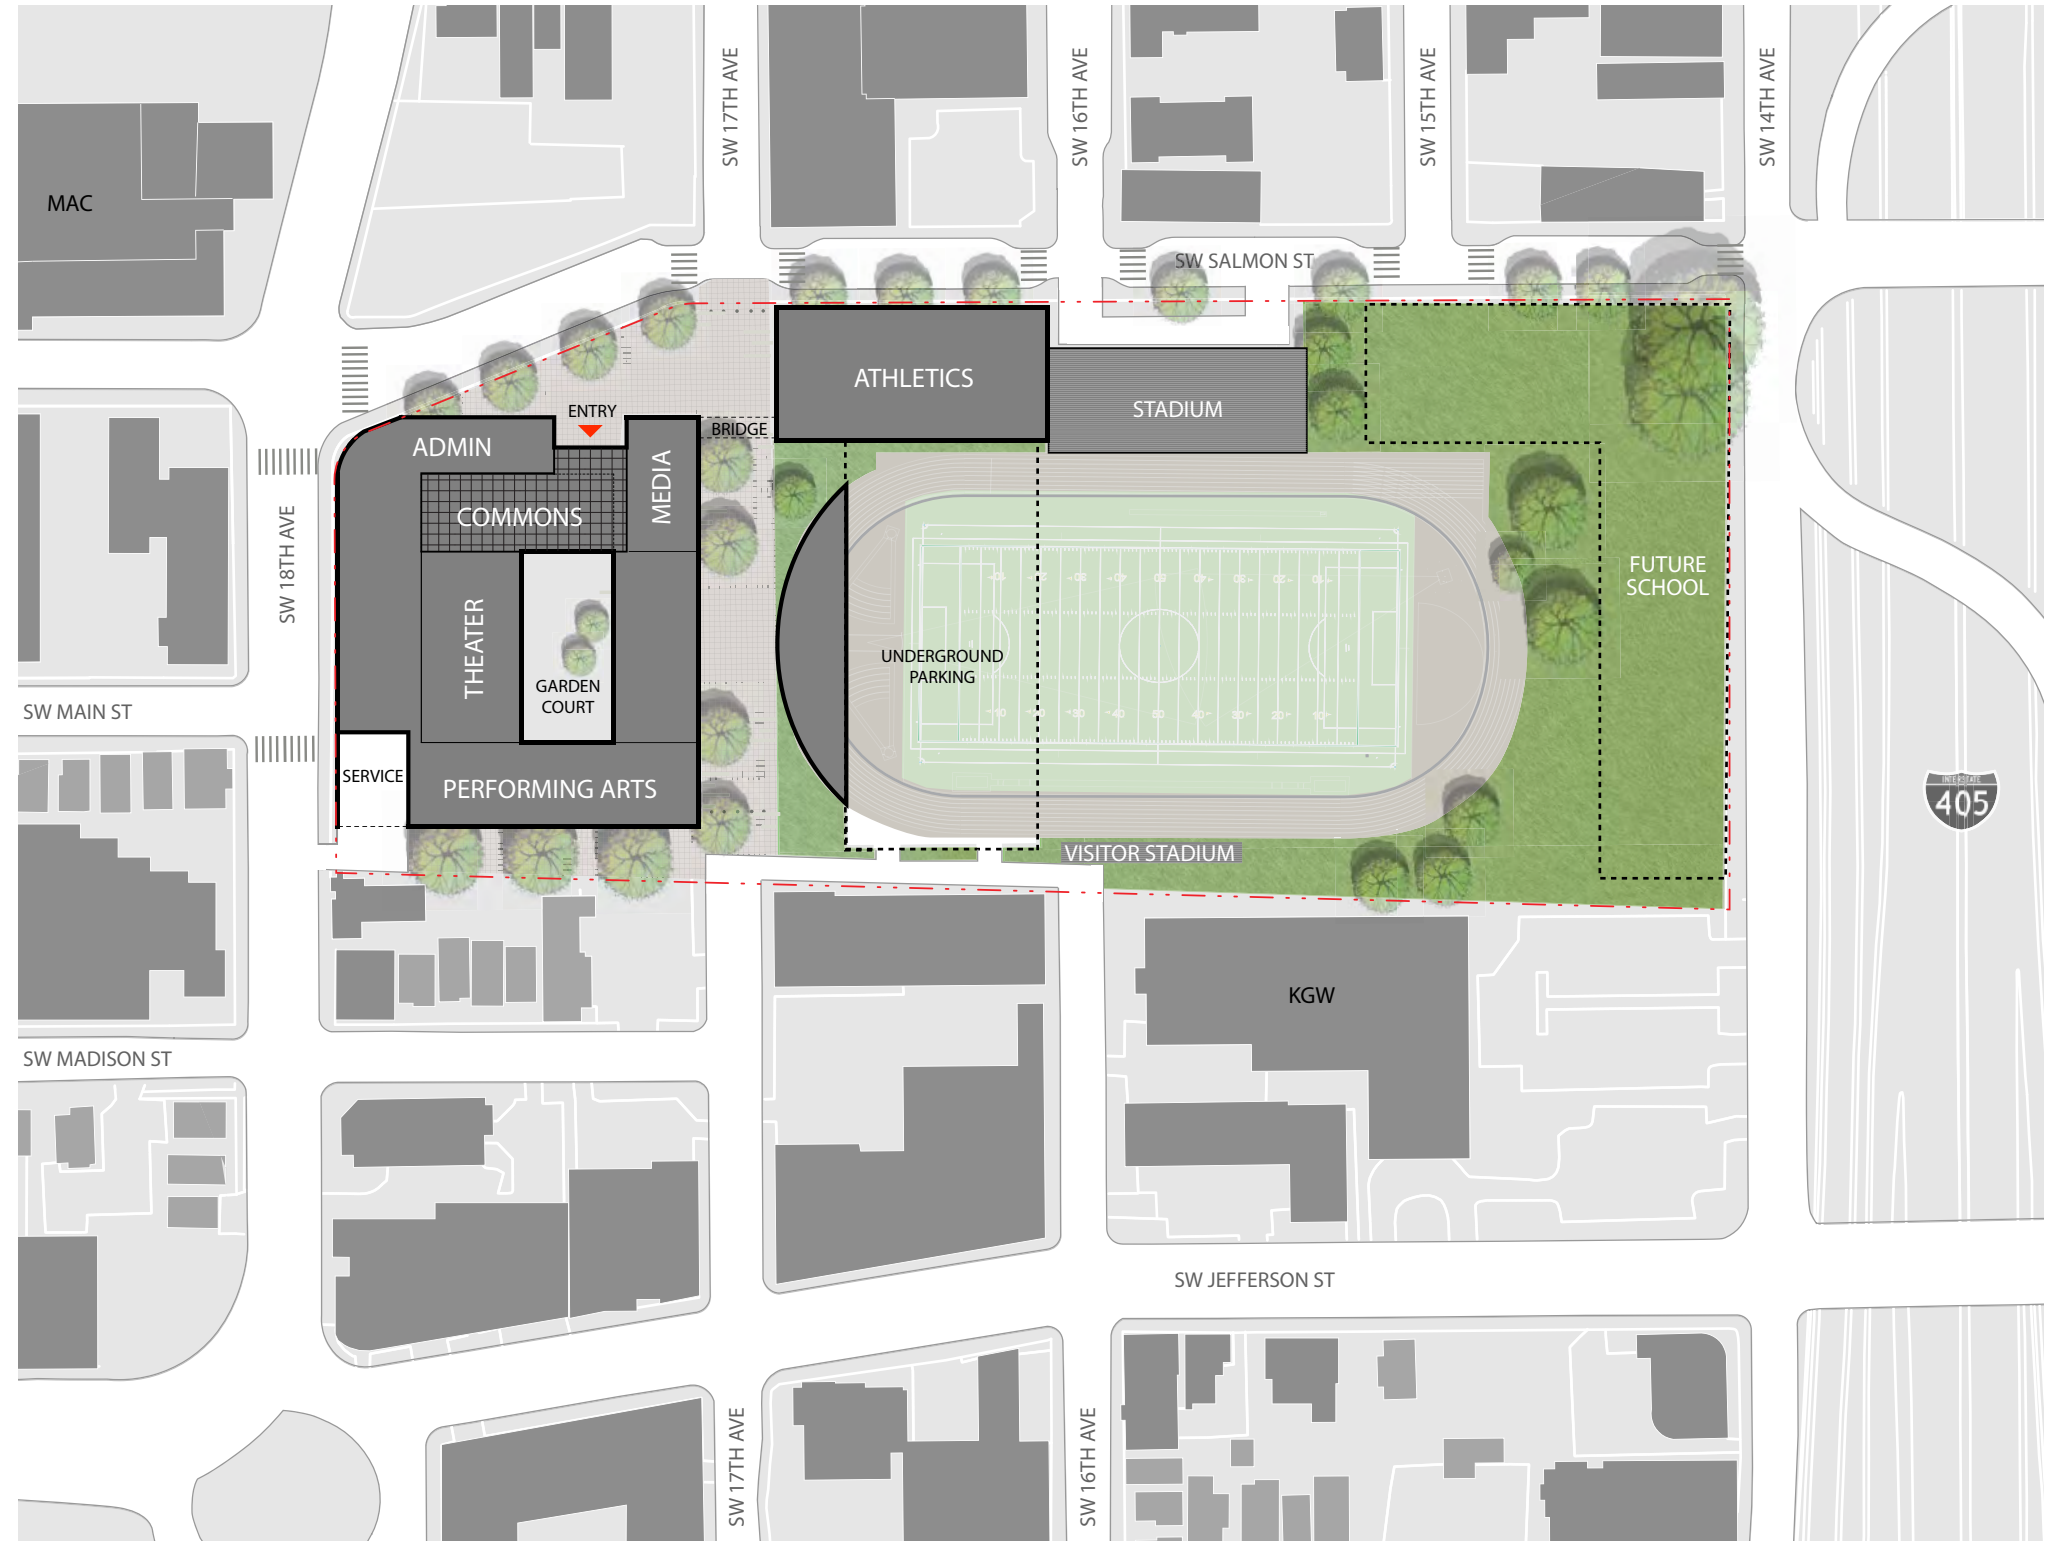 SW 17TH AVE
SW 16TH AVE
SW 15TH AVE
SW 14TH AVE
MAC
SW SALMON ST
ATHLETICS
STADIUM
ENTRY
BRIDGE
ADMIN
MEDIA
COMMONS
SW 18TH AVE
FUTURE
SCHOOL
THEATER
UNDERGROUND
PARKING
GARDEN
COURT
SW MAIN ST
SERVICE
PERFORMING ARTS
INTERSTATE
405
VISITOR STADIUM
KGW
SW MADISON ST
SW JEFFERSON ST
SW 17TH AVE
SW 16TH AVE